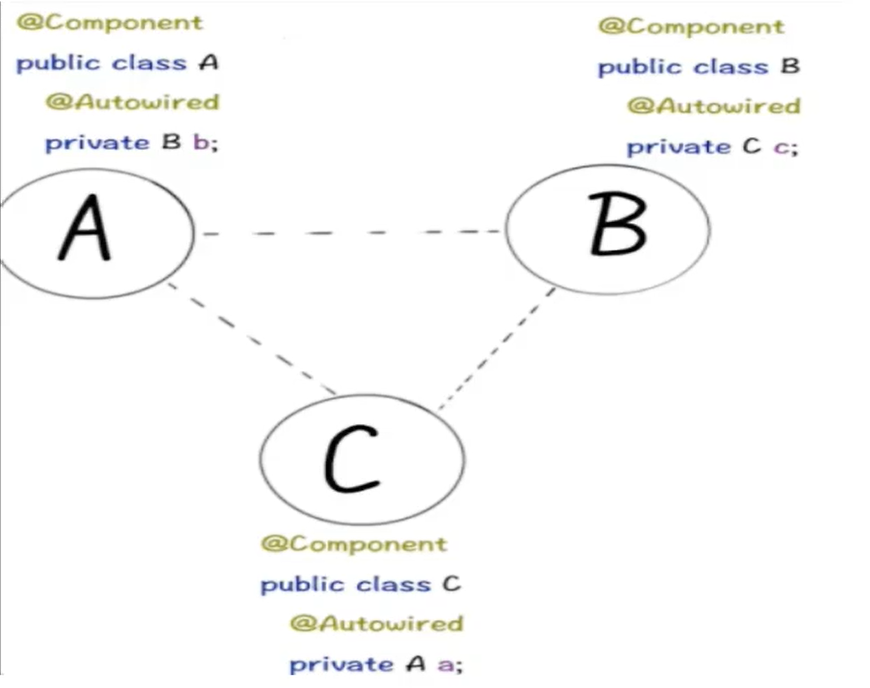 @Component
public class A
@Autowired
private B b;
@Component
public class B
@Autowired
private C c;
A
B
C
@Component
public class C
@Autowired
private A a;